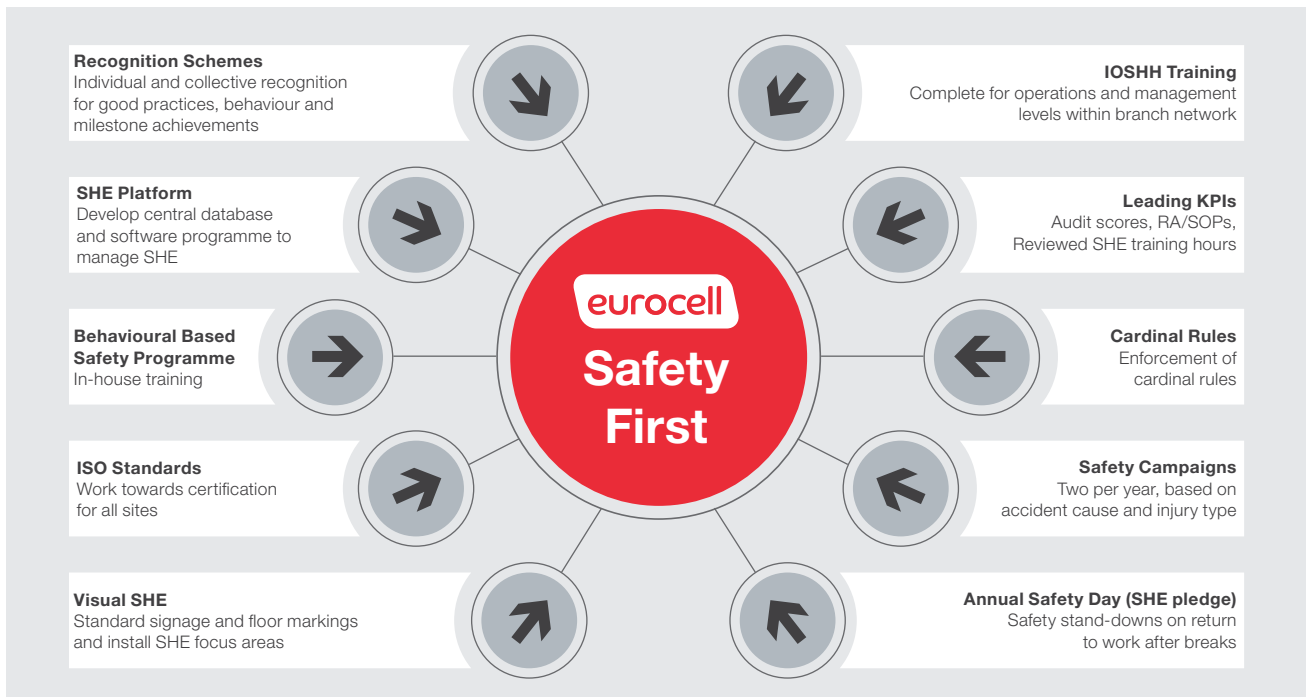 Recognition Schemes
Individual and collective recognition
for good practices, behaviour and
milestone achievements
SHE Platform
Develop central database
and software programme to
manage SHE
Behavioural Based
Safety Programme
In-house training
ISO Standards
Work towards certification
for all sites
Visual SHE
Standard signage and floor markings
and install SHE focus areas
eurocell
Safety
First
IOSHH Training
Complete for operations and management
levels within branch network
Leading KPIs
Audit scores, RA/SOPs,
Reviewed SHE training hours
Cardinal Rules
Enforcement of
cardinal rules
Safety Campaigns
Two per year, based on
accident cause and injury type
Annual Safety Day (SHE pledge)
Safety stand-downs on return
to work after breaks